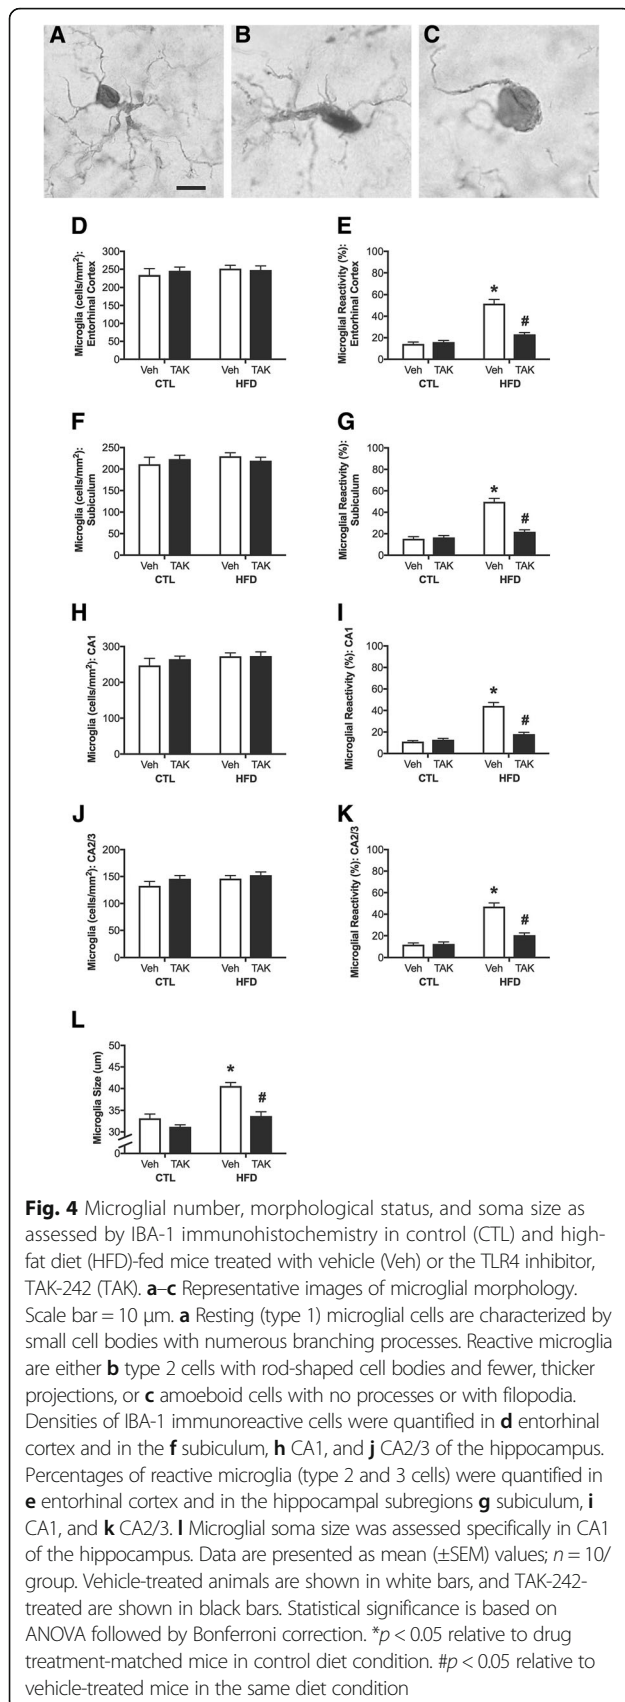 A
B
C
D
Microglia (cells/mm²):
Entorhinal Cortex
300
250
200
150
100
50
0
Veh TAK Veh TAK
CTL HFD
E
Microglial Reactivity (%):
Entorhinal Cortex
100
80
60
40
20
0
*
#
Veh TAK Veh TAK
CTL HFD
F
Microglia (cells/mm²):
Subiculum
250
200
150
100
50
0
Veh TAK Veh TAK
CTL HFD
G
Microglial Reactivity (%):
Subiculum
100
80
60
40
20
0
*
#
Veh TAK Veh TAK
CTL HFD
H
Microglia (cells/mm²): CA1
300
200
100
0
Veh TAK Veh TAK
CTL HFD
I
Microglial Reactivity (%): CA1
100
80
60
40
20
0
*
#
Veh TAK Veh TAK
CTL HFD
J
Microglia (cells/mm²): CA2/3
200
150
100
50
0
Veh TAK Veh TAK
CTL HFD
K
Microglial Reactivity (%): CA2/3
100
80
60
40
20
0
*
#
Veh TAK Veh TAK
CTL HFD
L
Microglia Size (um)
50
45
40
35
30
0
*
#
Veh TAK Veh TAK
CTL HFD
Fig. 4 Microglial number, morphological status, and soma size as
assessed by IBA-1 immunohistochemistry in control (CTL) and high-
fat diet (HFD)-fed mice treated with vehicle (Veh) or the TLR4 inhibitor,
TAK-242 (TAK). a–c Representative images of microglial morphology.
Scale bar = 10 μm. a Resting (type 1) microglial cells are characterized by
small cell bodies with numerous branching processes. Reactive microglia
are either b type 2 cells with rod-shaped cell bodies and fewer, thicker
projections, or c amoeboid cells with no processes or with filopodia.
Densities of IBA-1 immunoreactive cells were quantified in d entorhinal
cortex and in the f subiculum, h CA1, and j CA2/3 of the hippocampus.
Percentages of reactive microglia (type 2 and 3 cells) were quantified in
e entorhinal cortex and in the hippocampal subregions g subiculum, i
CA1, and k CA2/3. l Microglial soma size was assessed specifically in CA1
of the hippocampus. Data are presented as mean (±SEM) values; n = 10/
group. Vehicle-treated animals are shown in white bars, and TAK-242-
treated are shown in black bars. Statistical significance is based on
ANOVA followed by Bonferroni correction. *p < 0.05 relative to drug
treatment-matched mice in control diet condition. #p < 0.05 relative to
vehicle-treated mice in the same diet condition